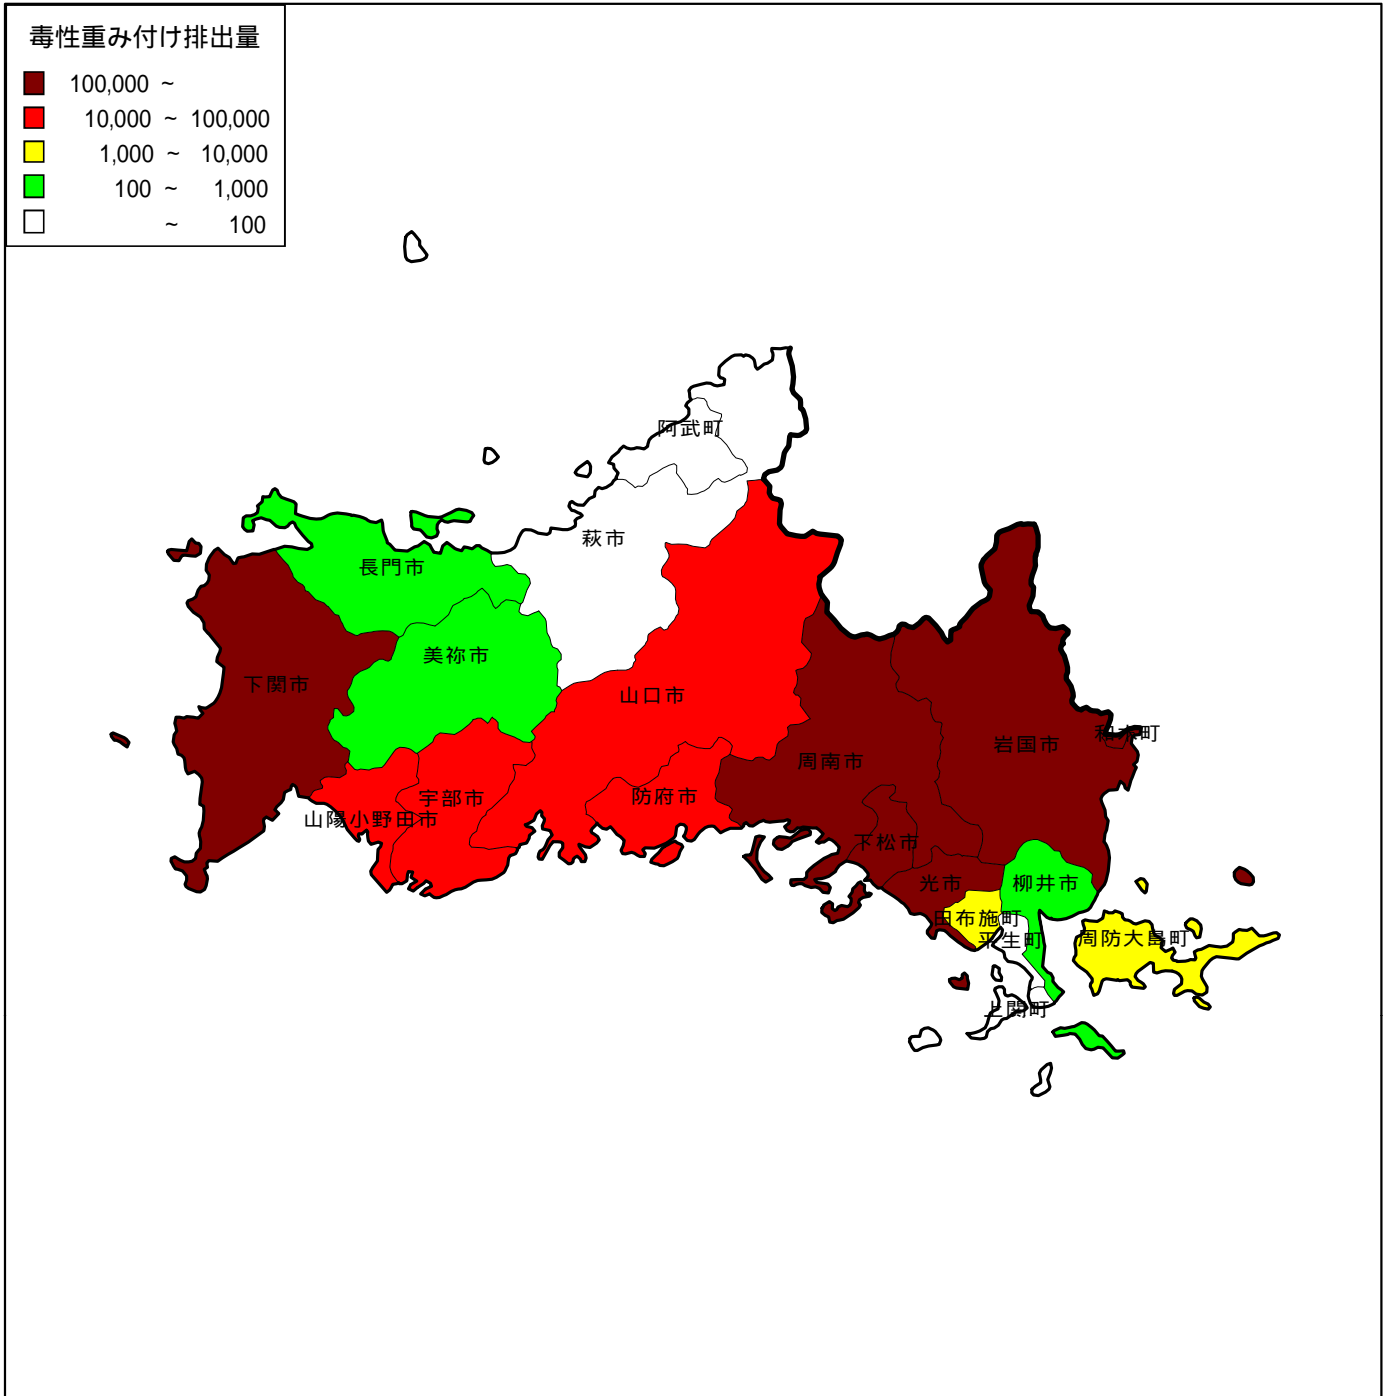 毒性重み付け排出量
100,000 ~
10,000 ~ 100,000
1,000 ~ 10,000
100 ~ 1,000
~ 100
阿武町
萩市
長門市
美祢市
下関市
山口市
岩国市
和木町
周南市
宇部市
防府市
山陽小野田市
下松市
光市
柳井市
田布施町
平生町
周防大島町
上関町